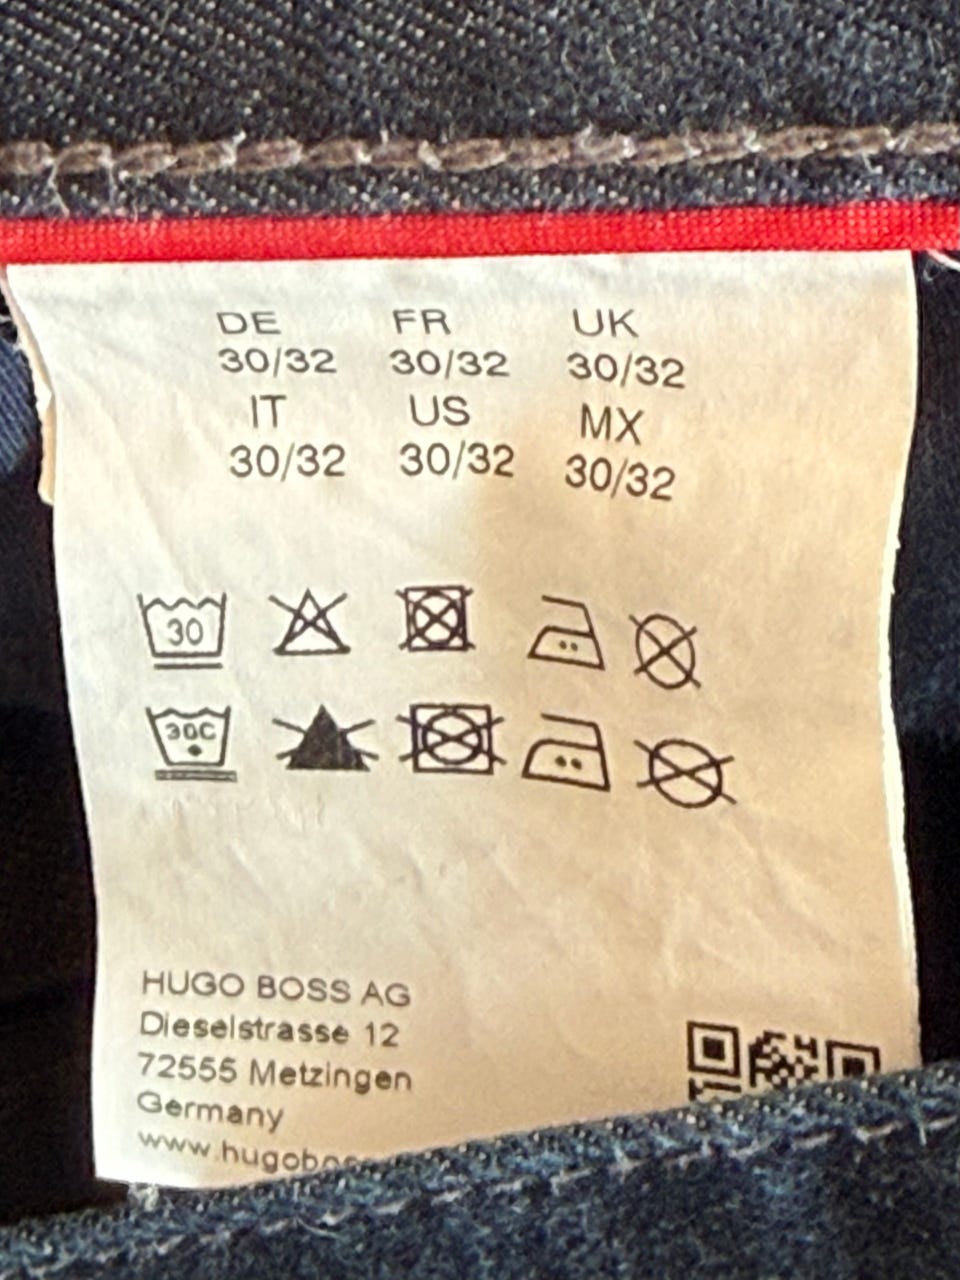 DE FR UK
30/32 30/32 30/32
IT US MX
30/32 30/32 30/32
30
30C
HUGO BOSS AG
Dieselstrasse 12
72555 Metzingen
Germany